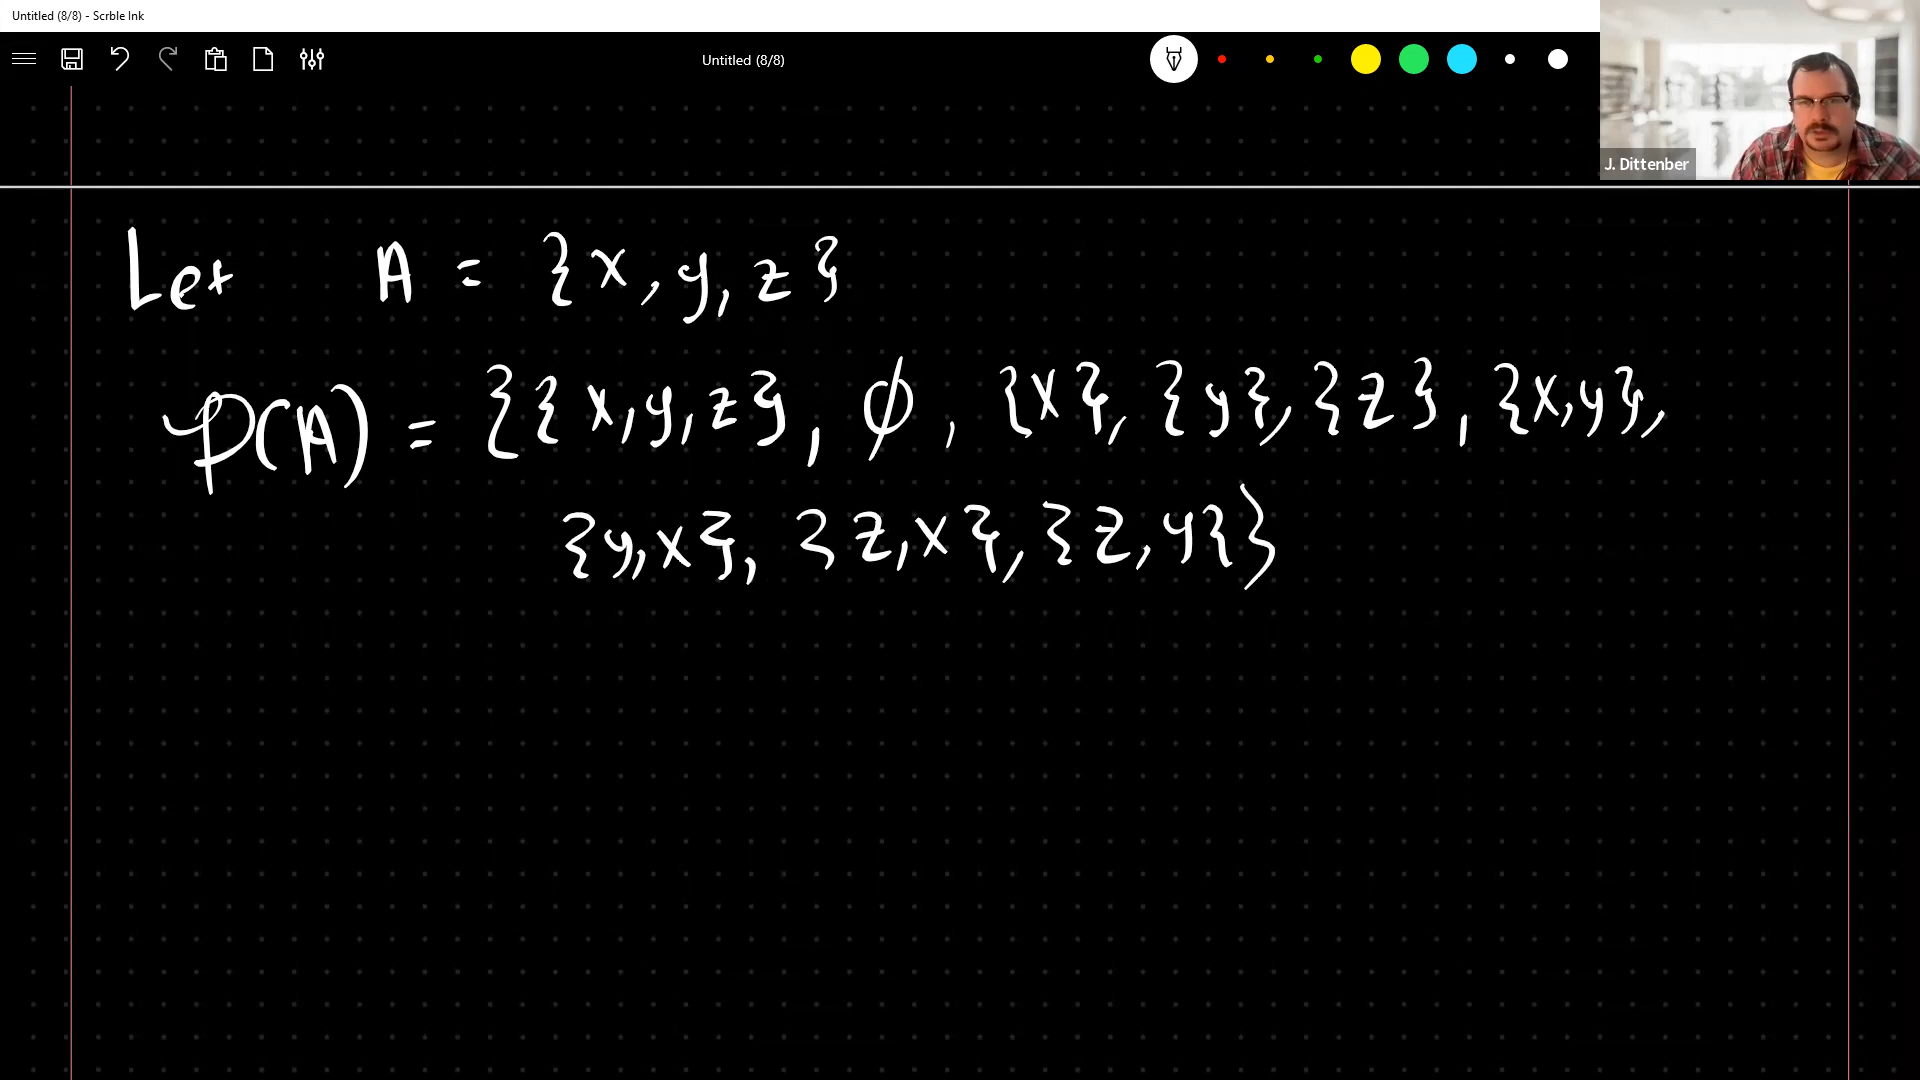 Untitled (8/8) - Scrble Ink
Untitled (8/8)
J. Dittenber
Let A = {x, y, z}
P(A) = {{x, y, z}, ∅, {x}, {y}, {z}, {x, y},
{y, x}, {z, x}, {z, y}}